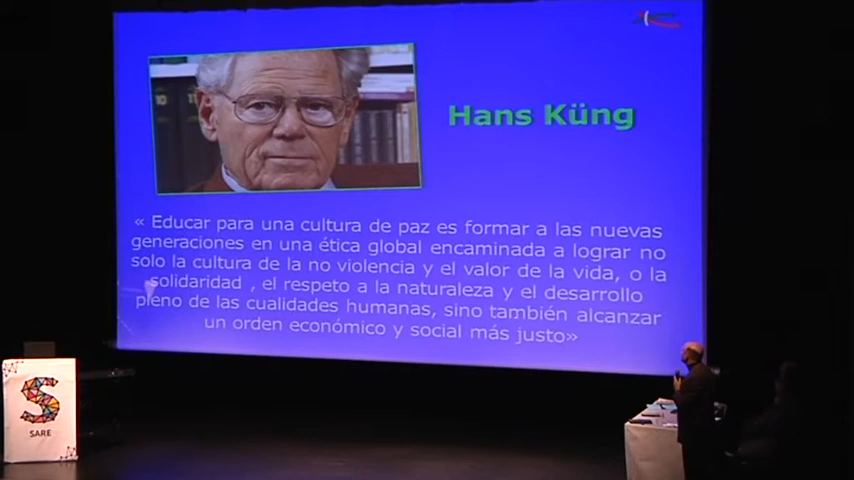 Hans Küng
« Educar para una cultura de paz es formar a las nuevas
generaciones en una ética global encaminada a lograr no
solo la cultura de la no violencia y el valor de la vida, o la
solidaridad , el respeto a la naturaleza y el desarrollo
pleno de las cualidades humanas, sino también alcanzar
un orden económico y social más justo»
10
11
S
SARE